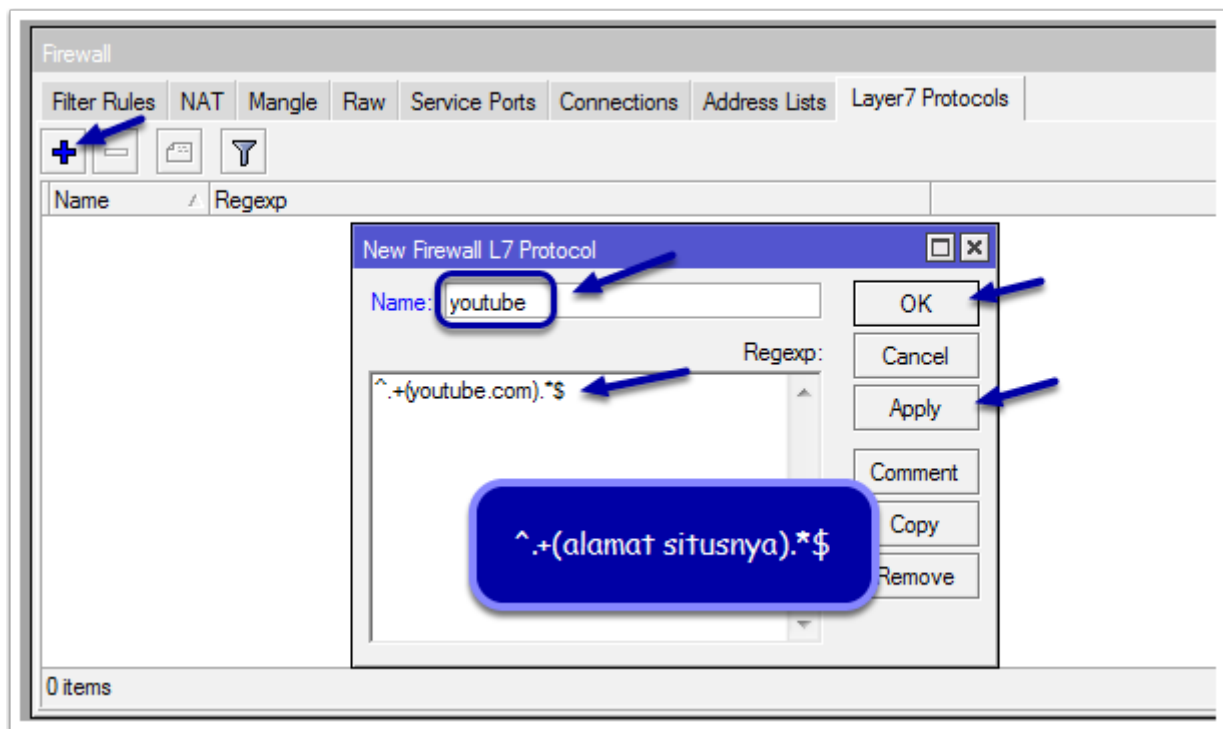 Firewall
Filter Rules NAT Mangle Raw Service Ports Connections Address Lists Layer7 Protocols
Name Regexp
New Firewall L7 Protocol
Name: youtube OK
Regexp: Cancel
^.+(youtube.com).*$
Apply
Comment
Copy
^.+(alamat situsnya).*$
Remove
0 items